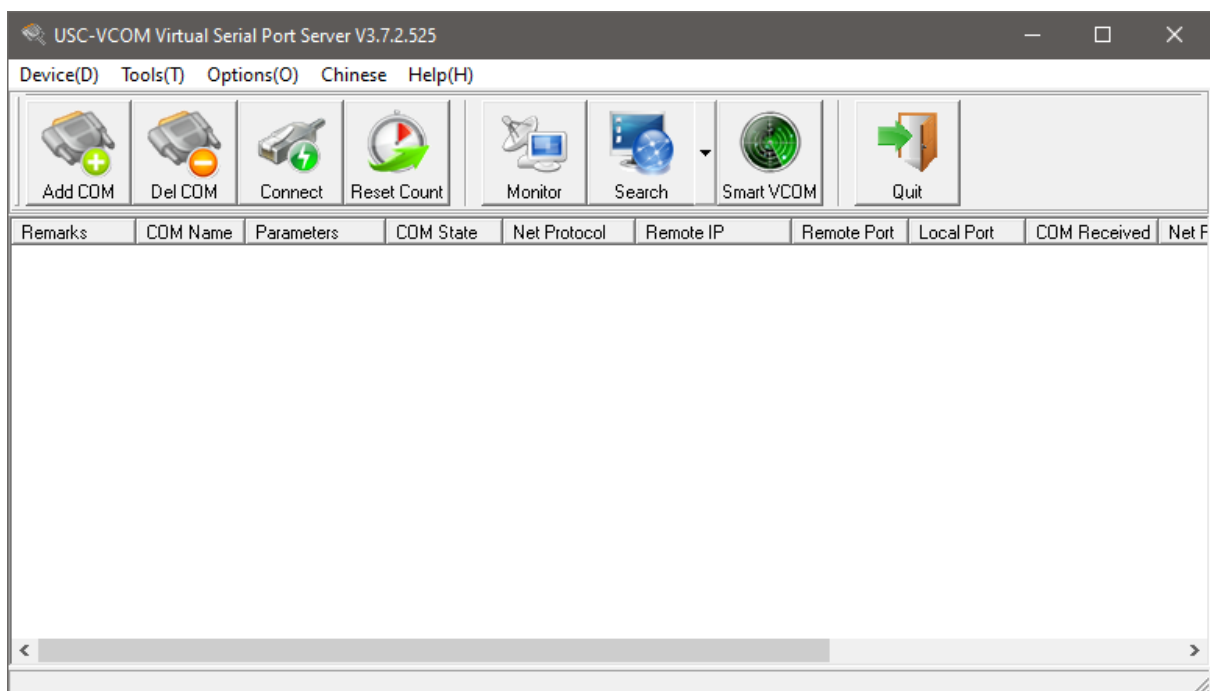 USC-VCOM Virtual Serial Port Server V3.7.2.525
Device(D) Tools(T) Options(O) Chinese Help(H)
Add COM Del COM Connect Reset Count Monitor Search Smart VCOM Quit
Remarks COM Name Parameters COM State Net Protocol Remote IP Remote Port Local Port COM Received Net